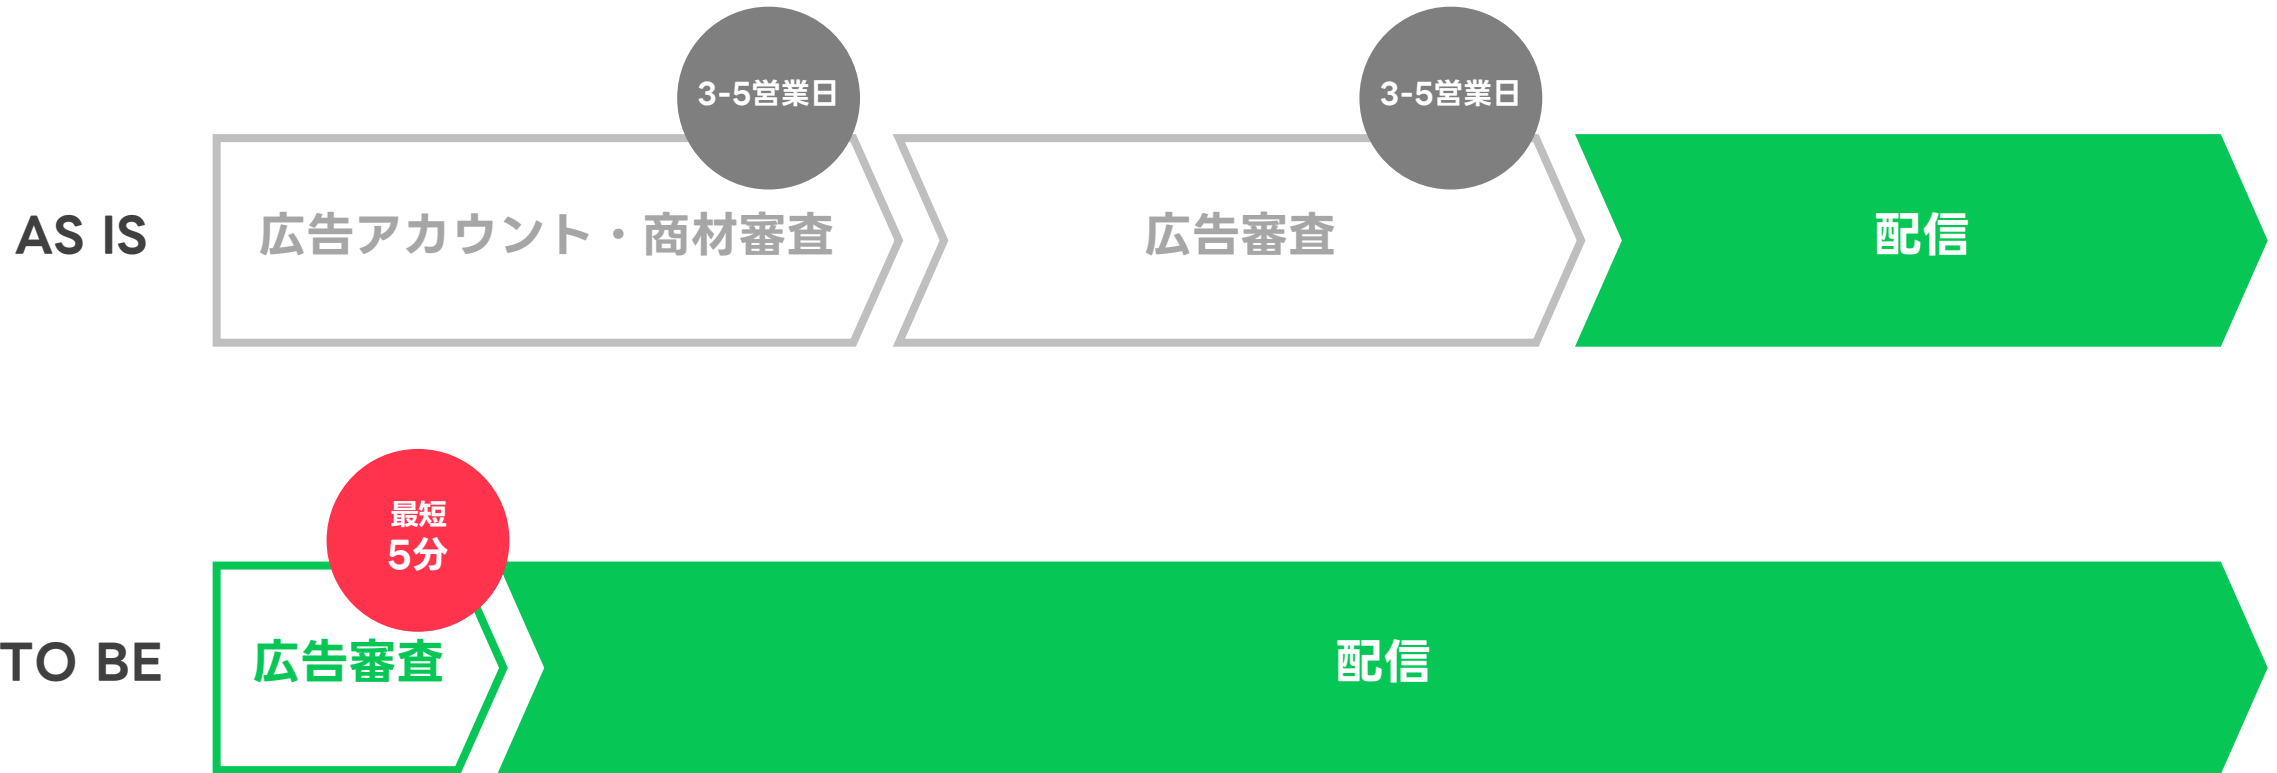 3-5営業日
3-5営業日
AS IS
広告アカウント・商材審査
広告審査
配信
最短
5分
TO BE
広告審査
配信